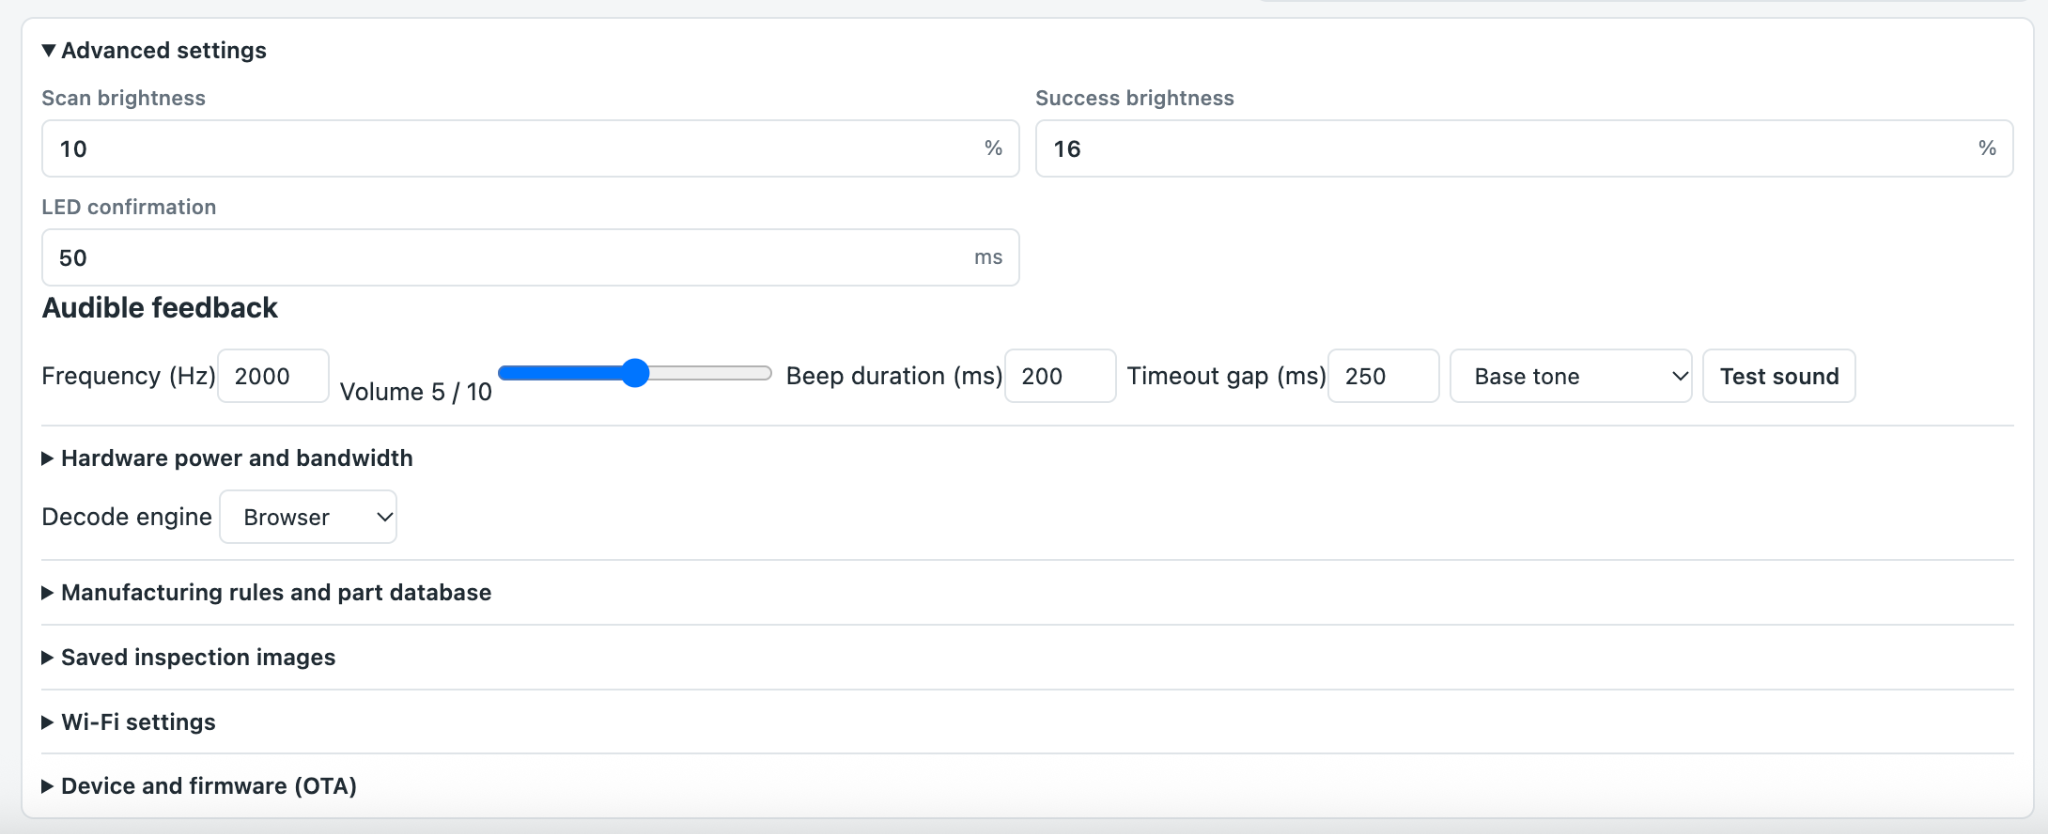 Advanced settings
Scan brightness
Success brightness
10 %
16 %
LED confirmation
50 ms
Audible feedback
Frequency (Hz) 2000 Volume 5 / 10 Beep duration (ms) 200 Timeout gap (ms) 250 Base tone Test sound
Hardware power and bandwidth
Decode engine Browser
Manufacturing rules and part database
Saved inspection images
Wi-Fi settings
Device and firmware (OTA)